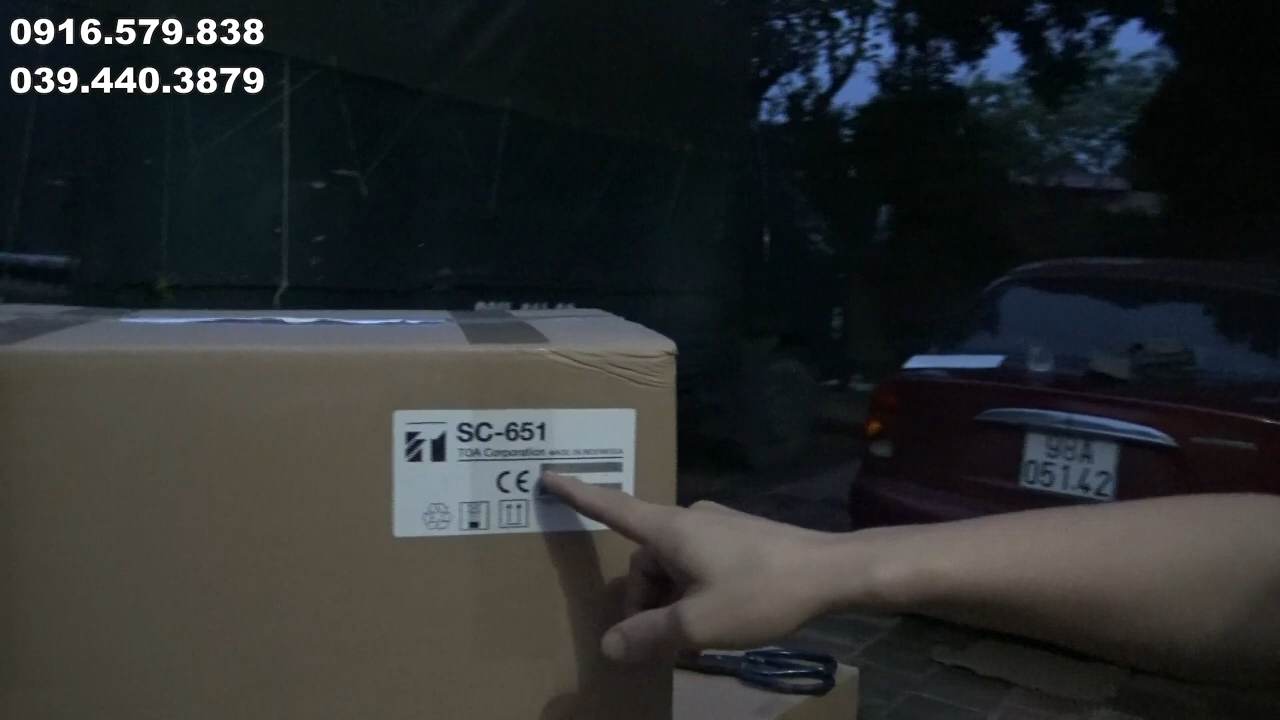 0916.579.838
039.440.3879
SC-651
TOA Corporation MADE IN INDONESIA
CE
98A
051.42